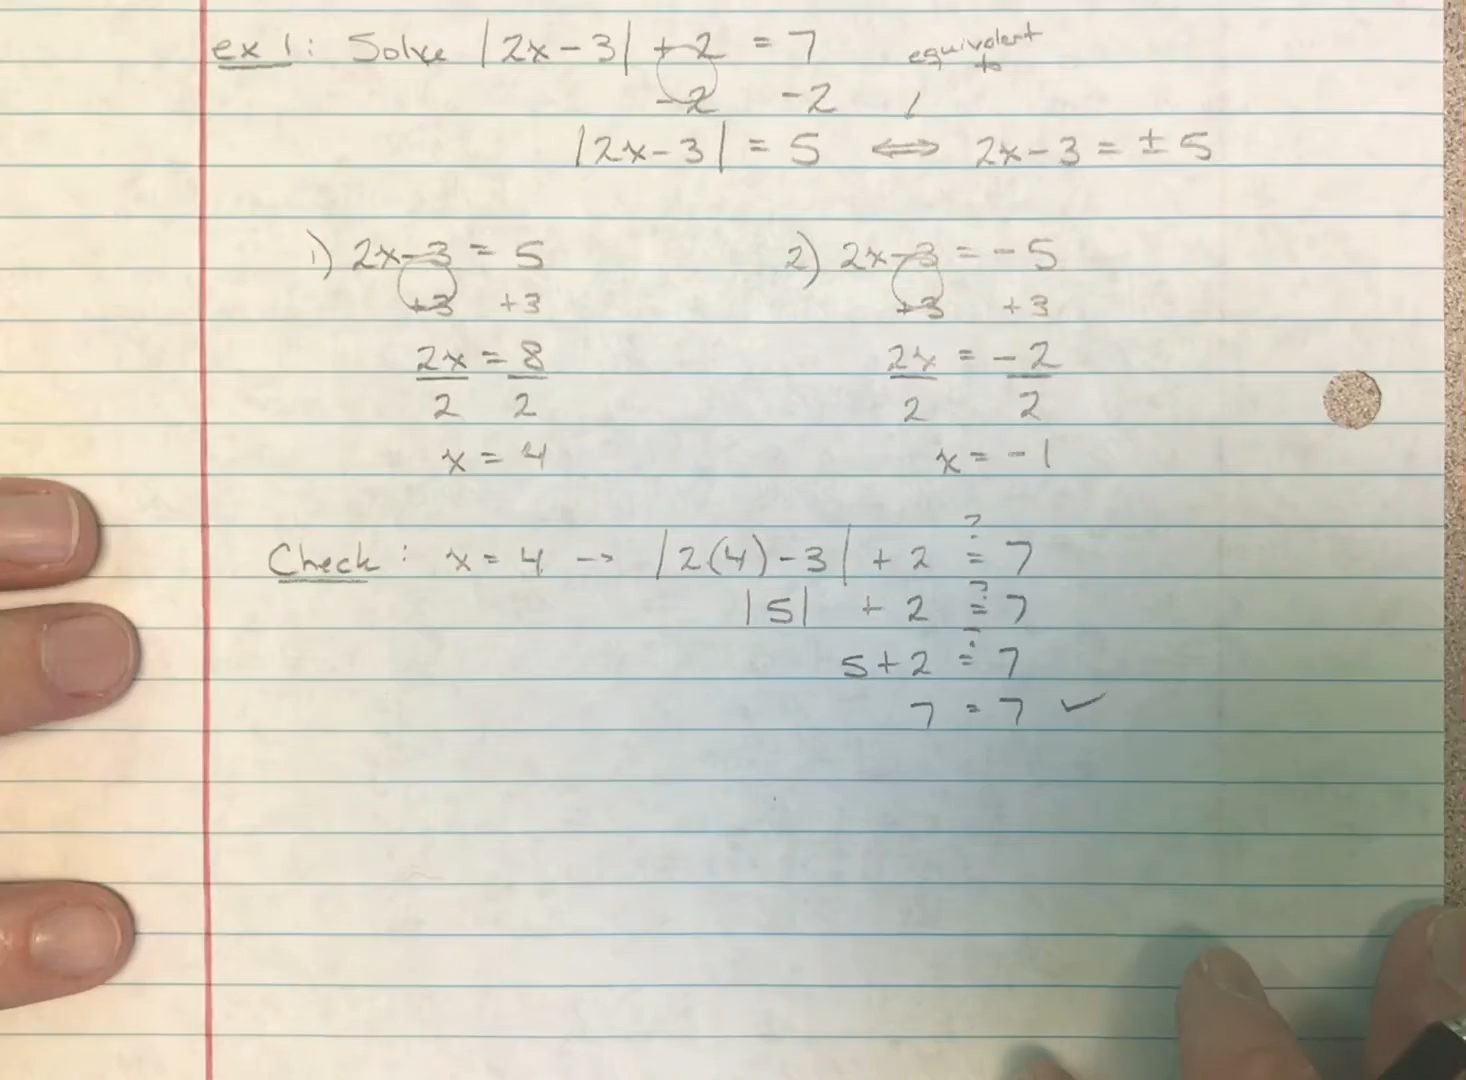 ex 1: Solve |2x-3| + 2 = 7
equivalent to
-2 -2
|2x-3| = 5 ⟺ 2x-3 = ± 5
1) 2x-3 = 5
+3 +3
2x = 8
2 2
x = 4
2) 2x-3 = -5
+3 +3
2x = -2
2 2
x = -1
Check: x = 4 → |2(4)-3| + 2 ≟ 7
|5| + 2 ≟ 7
5+2 ≟ 7
7 = 7 ✓